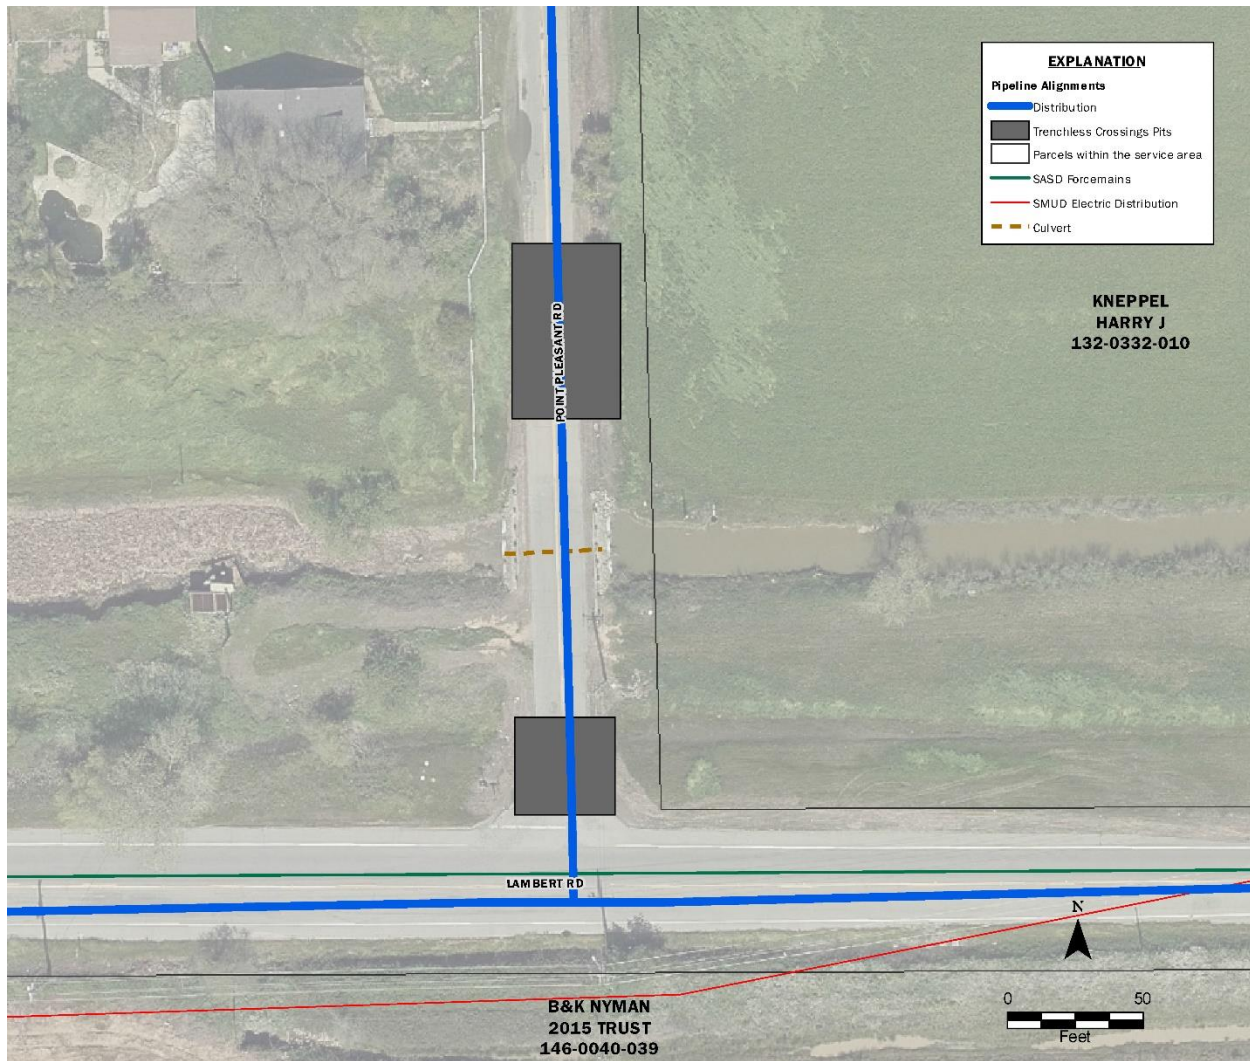 EXPLANATION
Pipeline Alignments
Distribution
Trenchless Crossings Pits
Parcels within the service area
SASD Forcemains
SMUD Electric Distribution
Culvert
KNEPPEL
HARRY J
132-0332-010
POINT PLEASANT RD
LAMBERT RD
N
B&K NYMAN
2015 TRUST
146-0040-039
0 50
Feet